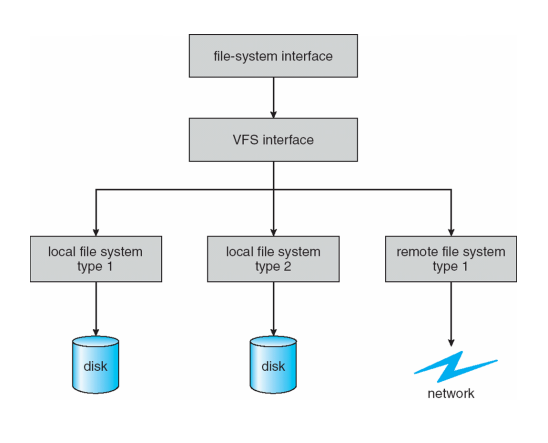 file-system interface
VFS interface
local file system
type 1
local file system
type 2
remote file system
type 1
disk
disk
network